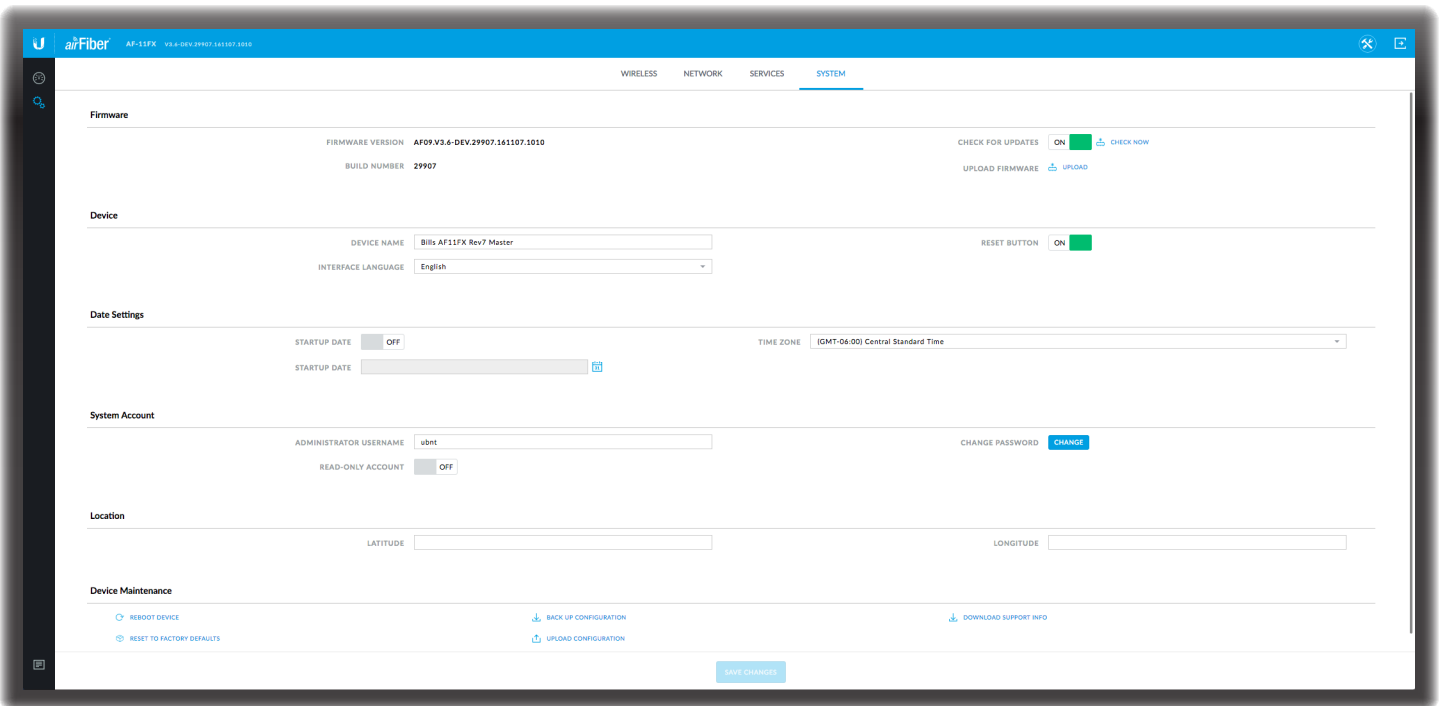 U airFiber AF-11FX V3.6-DEV.29907.161107.1010
WIRELESS NETWORK SERVICES SYSTEM
Firmware
FIRMWARE VERSION AF09.V3.6-DEV.29907.161107.1010 CHECK FOR UPDATES ON CHECK NOW
BUILD NUMBER 29907 UPLOAD FIRMWARE UPLOAD
Device
DEVICE NAME Bills AF11FX Rev7 Master RESET BUTTON ON
INTERFACE LANGUAGE English
Date Settings
STARTUP DATE OFF TIME ZONE (GMT-06:00) Central Standard Time
STARTUP DATE 31
System Account
ADMINISTRATOR USERNAME ubnt CHANGE PASSWORD CHANGE
READ-ONLY ACCOUNT OFF
Location
LATITUDE LONGITUDE
Device Maintenance
REBOOT DEVICE BACK UP CONFIGURATION DOWNLOAD SUPPORT INFO
RESET TO FACTORY DEFAULTS UPLOAD CONFIGURATION
SAVE CHANGES